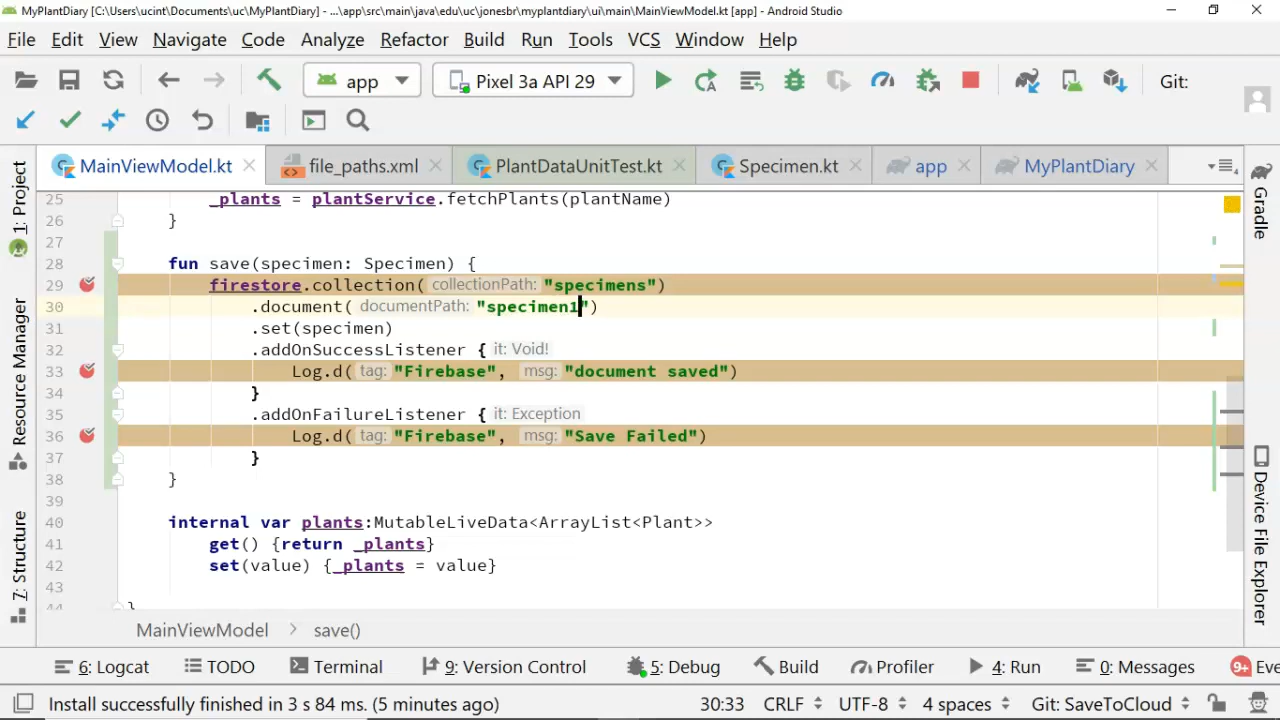 MyPlantDiary [C:\Users\ucint\Documents\uc\MyPlantDiary] - ...\app\src\main\java\edu\uc\jonesbr\myplantdiary\ui\main\MainViewModel.kt [app] - Android Studio
File Edit View Navigate Code Analyze Refactor Build Run Tools VCS Window Help
app Pixel 3a API 29 Git:
MainViewModel.kt file_paths.xml PlantDataUnitTest.kt Specimen.kt app MyPlantDiary
1: Project
Resource Manager
7: Structure
25 _plants = plantService.fetchPlants(plantName)
26 }
27
28 fun save(specimen: Specimen) {
29 firestore.collection( collectionPath: "specimens")
30 .document( documentPath: "specimen1")
31 .set(specimen)
32 .addOnSuccessListener { it: Void!
33 Log.d( tag: "Firebase", msg: "document saved")
34 }
35 .addOnFailureListener { it: Exception
36 Log.d( tag: "Firebase", msg: "Save Failed")
37 }
38 }
39
40 internal var plants:MutableLiveData<ArrayList<Plant>>
41 get() {return _plants}
42 set(value) {_plants = value}
43
44 }
Gradle
Device File Explorer
MainViewModel > save()
6: Logcat TODO Terminal 9: Version Control 5: Debug Build Profiler 4: Run 0: Messages 9+ Eve
Install successfully finished in 3 s 84 ms. (5 minutes ago) 30:33 CRLF UTF-8 4 spaces Git: SaveToCloud